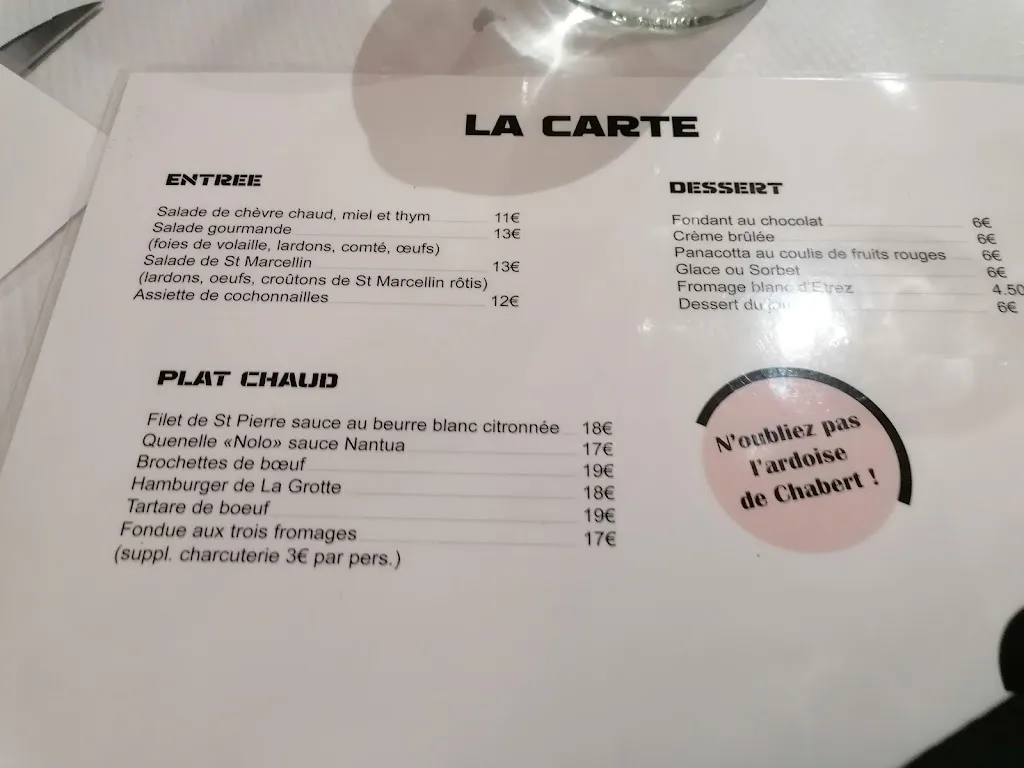 LA CARTE
ENTREE
Salade de chèvre chaud, miel et thym 11€
Salade gourmande 13€
(foies de volaille, lardons, comté, œufs)
Salade de St Marcellin 13€
(lardons, oeufs, croûtons de St Marcellin rôtis)
Assiette de cochonnailles 12€
PLAT CHAUD
Filet de St Pierre sauce au beurre blanc citronnée 18€
Quenelle «Nolo» sauce Nantua 17€
Brochettes de bœuf 19€
Hamburger de La Grotte 18€
Tartare de boeuf 19€
Fondue aux trois fromages 17€
(suppl. charcuterie 3€ par pers.)
DESSERT
Fondant au chocolat 6€
Crème brûlée 6€
Panacotta au coulis de fruits rouges 6€
Glace ou Sorbet 6€
Fromage blanc d'Etrez 4.50
Dessert du jour 6€
N'oubliez pas
l'ardoise
de Chabert !